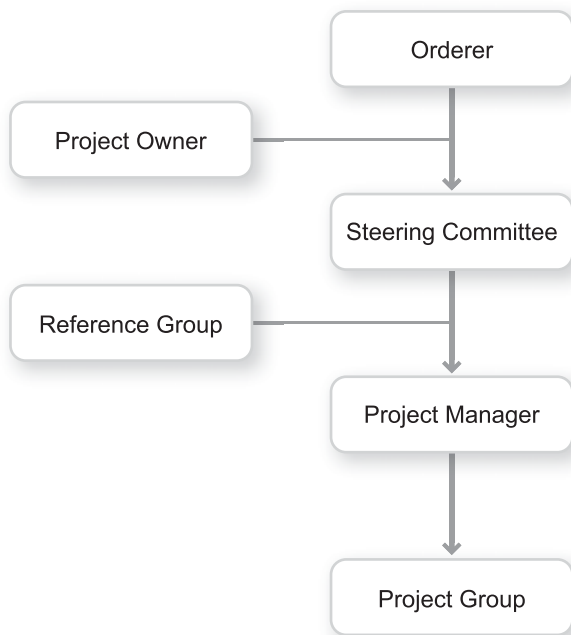 Orderer
Project Owner
Steering Committee
Reference Group
Project Manager
Project Group